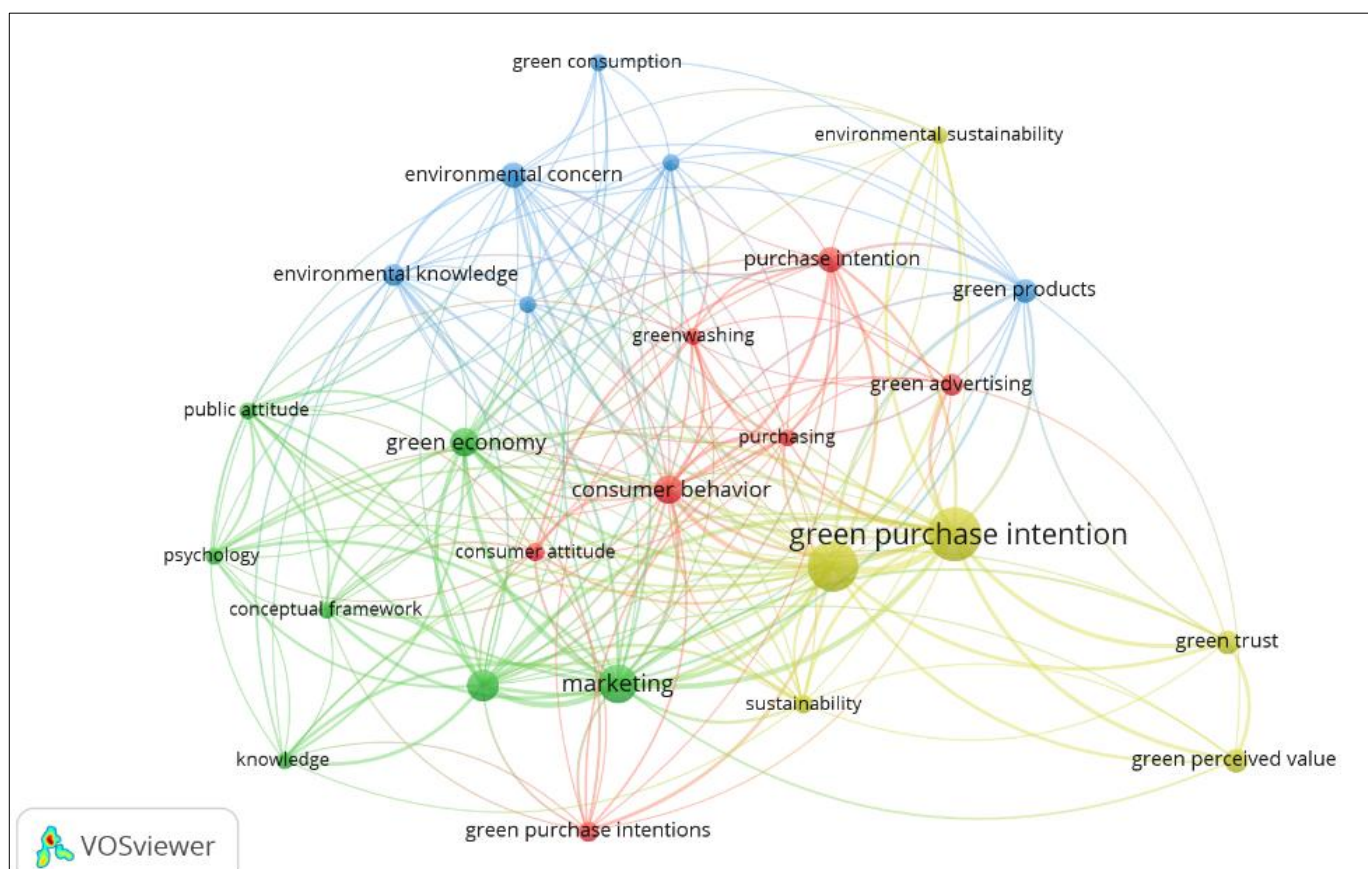 green consumption
environmental sustainability
environmental concern
purchase intention
environmental knowledge
green products
greenwashing
green advertising
public attitude
green economy
purchasing
consumer behavior
green purchase intention
consumer attitude
psychology
conceptual framework
green trust
marketing
sustainability
knowledge
green perceived value
green purchase intentions
VOSviewer